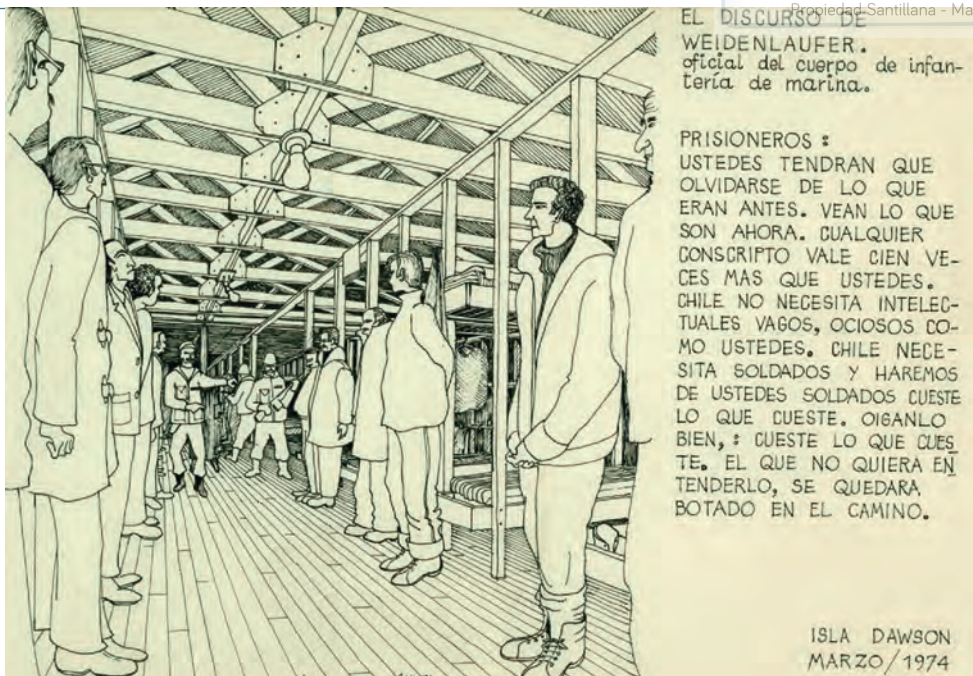 Propiedad Santillana - Ma
EL DISCURSO DE
WEIDENLAUFER.
oficial del cuerpo de infan-
tería de marina.
PRISIONEROS :
USTEDES TENDRAN QUE
OLVIDARSE DE LO QUE
ERAN ANTES. VEAN LO QUE
SON AHORA. CUALQUIER
CONSCRIPTO VALE CIEN VE-
CES MAS QUE USTEDES.
CHILE NO NECESITA INTELEC-
TUALES VAGOS, OCIOSOS CO-
MO USTEDES. CHILE NECE-
SITA SOLDADOS Y HAREMOS
DE USTEDES SOLDADOS CUESTE
LO QUE CUESTE. OIGANLO
BIEN, : CUESTE LO QUE CUES
TE. EL QUE NO QUIERA EN
TENDERLO, SE QUEDARA
BOTADO EN EL CAMINO.
ISLA DAWSON
MARZO/1974